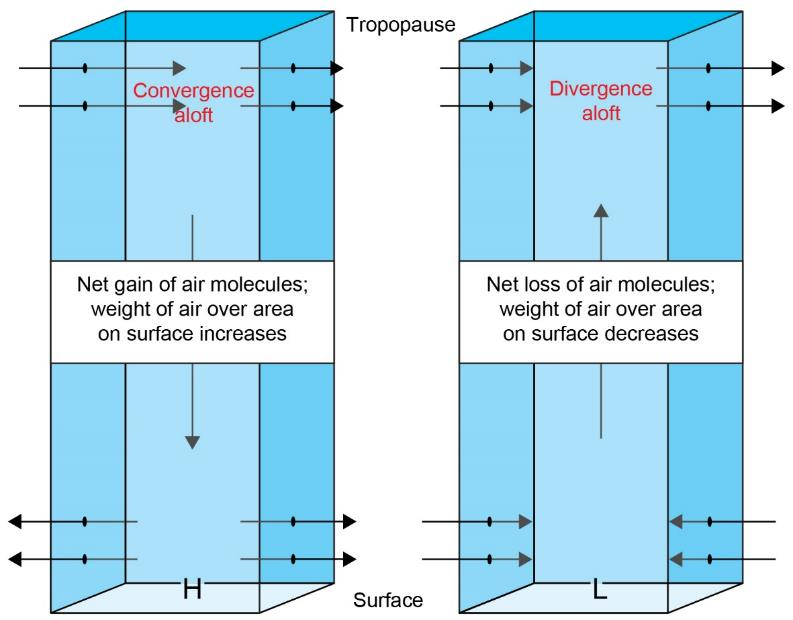 Tropopause
Convergence
aloft
Divergence
aloft
Net gain of air molecules;
weight of air over area
on surface increases
Net loss of air molecules;
weight of air over area
on surface decreases
H
L
Surface